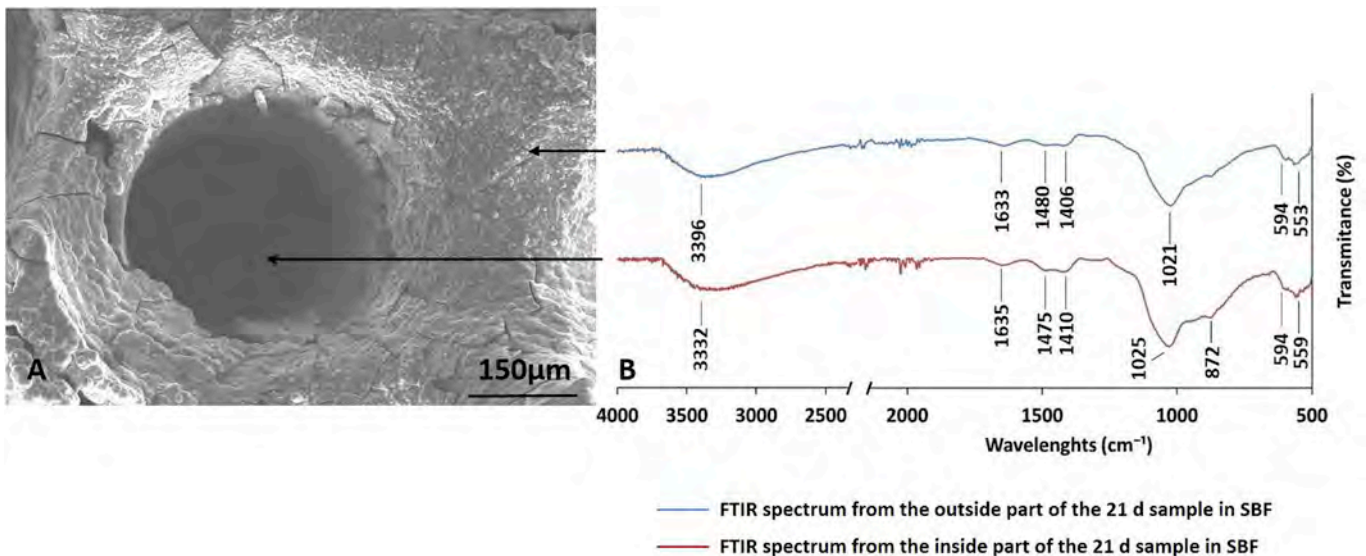 A
150µm
B
3396
1633
1480
1406
1021
594
553
3332
1635
1475
1410
1025
872
594
559
4000 3500 3000 2500 2000 1500 1000 500
Wavelenghts (cm⁻¹)
Transmitance (%)
FTIR spectrum from the outside part of the 21 d sample in SBF
FTIR spectrum from the inside part of the 21 d sample in SBF